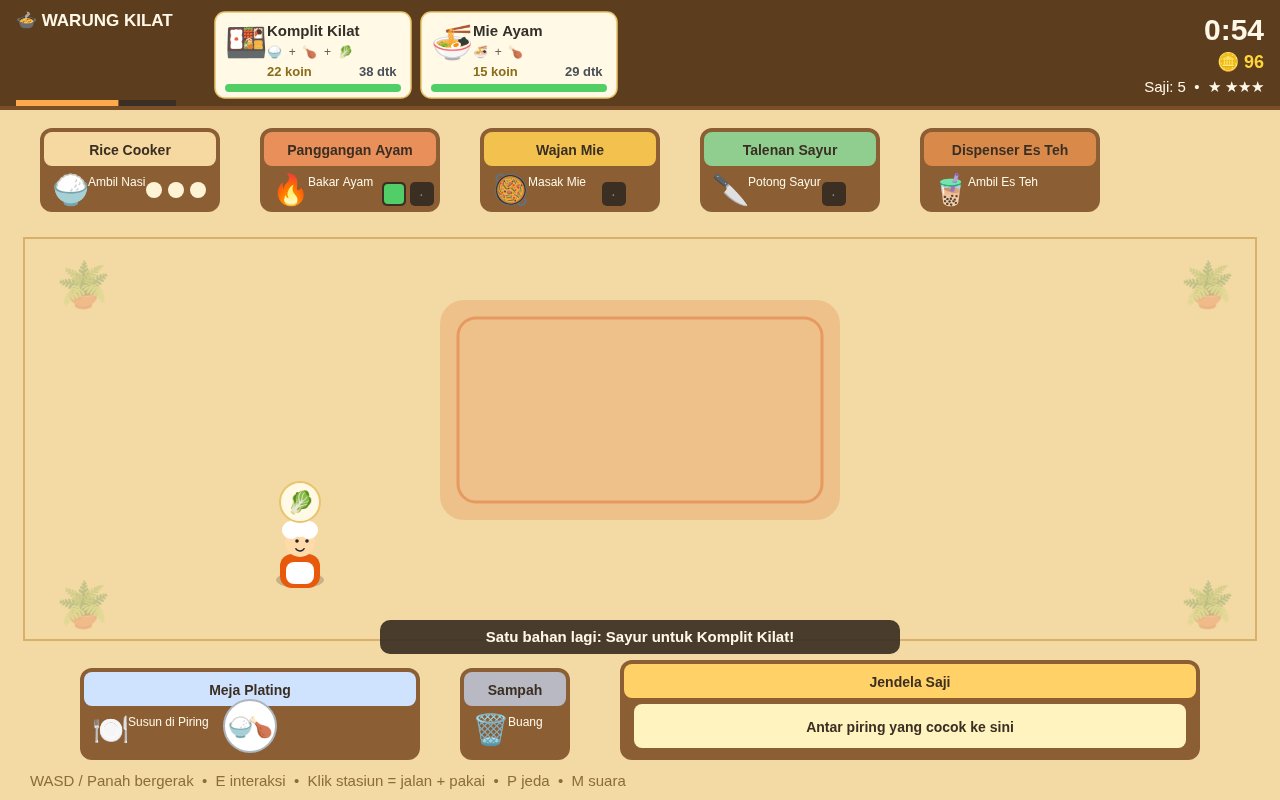 WARUNG KILAT
Komplit Kilat
+ +
22 koin 38 dtk
Mie Ayam
+
15 koin 29 dtk
0:54
96
Saji: 5 • ★ ★★★
Rice Cooker
Ambil Nasi
Panggangan Ayam
Bakar Ayam
Wajan Mie
Masak Mie
Talenan Sayur
Potong Sayur
Dispenser Es Teh
Ambil Es Teh
Satu bahan lagi: Sayur untuk Komplit Kilat!
Meja Plating
Susun di Piring
Sampah
Buang
Jendela Saji
Antar piring yang cocok ke sini
WASD / Panah bergerak • E interaksi • Klik stasiun = jalan + pakai • P jeda • M suara